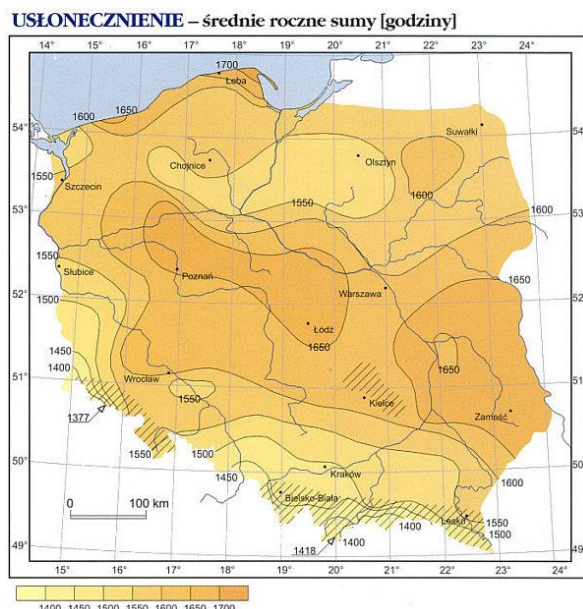 USŁONECZNIENIE – średnie roczne sumy [godziny]
14° 15° 16° 17° 18° 19° 20° 21° 22° 23° 24°
1700
Łeba
1650
1600
54° 54°
Suwałki
Chojnice Olsztyn
1550
Szczecin
1600
1550
53° 1600 53°
1550
Słubice Poznań 1650
Warszawa
52° 1500 52°
Łódź
1650
1450
1400
1650
51° Wrocław 51°
1550 Kielce
Zamość
1377
1550 1500
50° 1450 Kraków 1600 50°
0 100 km
Bielsko-Biała
1400 Lesko 1550
1500
1418 1400
49° 49°
15° 16° 17° 18° 19° 20° 21° 22° 23°
1400 1450 1500 1550 1600 1650 1700